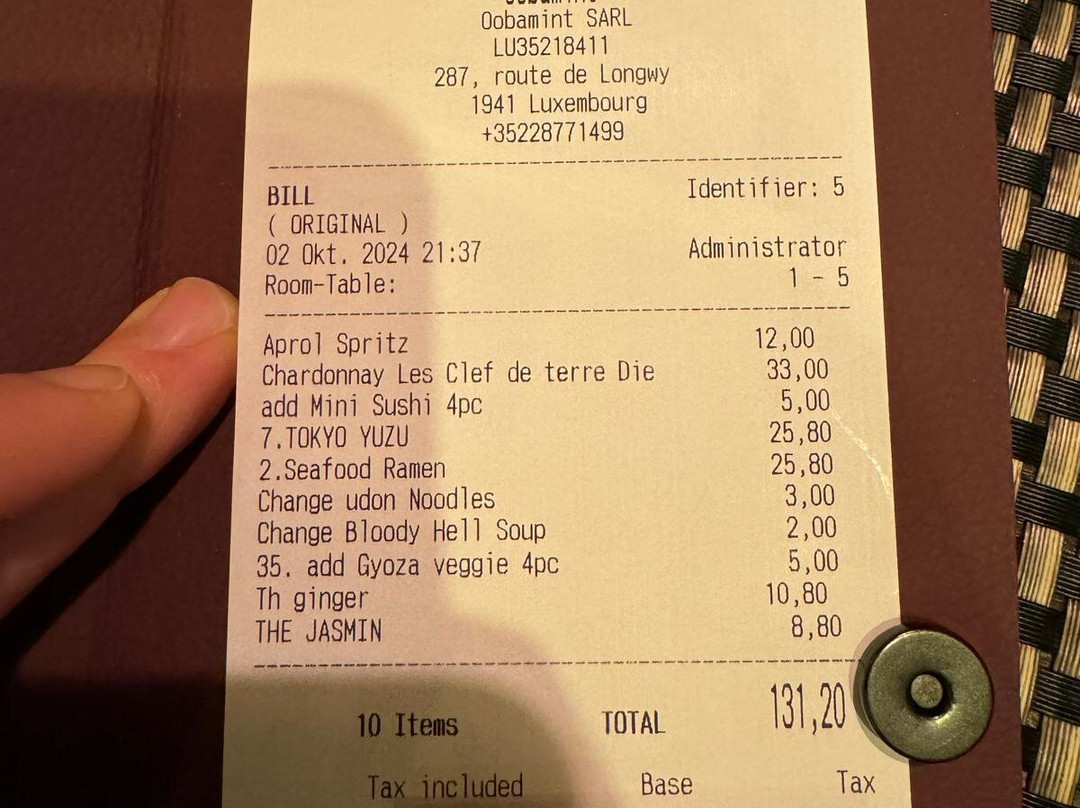 Oobamint SARL
LU35218411
287, route de Longwy
1941 Luxembourg
+35228771499
BILL Identifier: 5
( ORIGINAL )
02 Okt. 2024 21:37 Administrator
Room-Table: 1 - 5
Aprol Spritz 12,00
Chardonnay Les Clef de terre Die 33,00
add Mini Sushi 4pc 5,00
7.TOKYO YUZU 25,80
2.Seafood Ramen 25,80
Change udon Noodles 3,00
Change Bloody Hell Soup 2,00
35. add Gyoza veggie 4pc 5,00
Th ginger 10,80
THE JASMIN 8,80
10 Items TOTAL 131,20
Tax included Base Tax